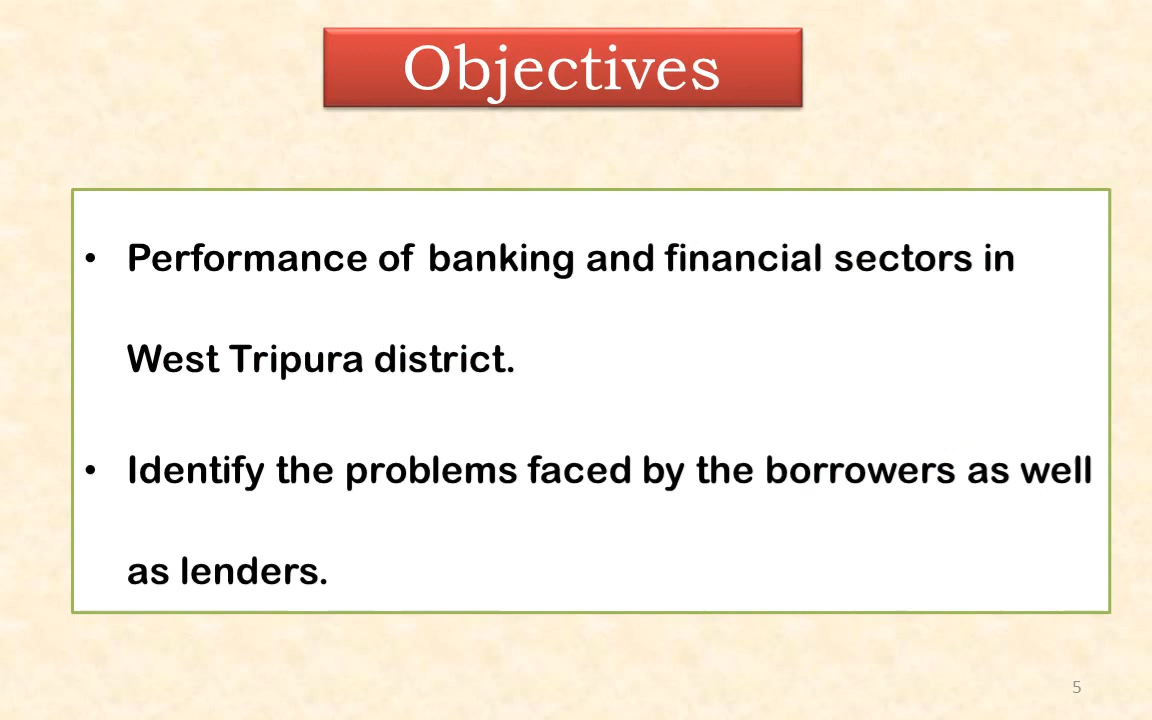 Objectives
• Performance of banking and financial sectors in
West Tripura district.
• Identify the problems faced by the borrowers as well
as lenders.
5